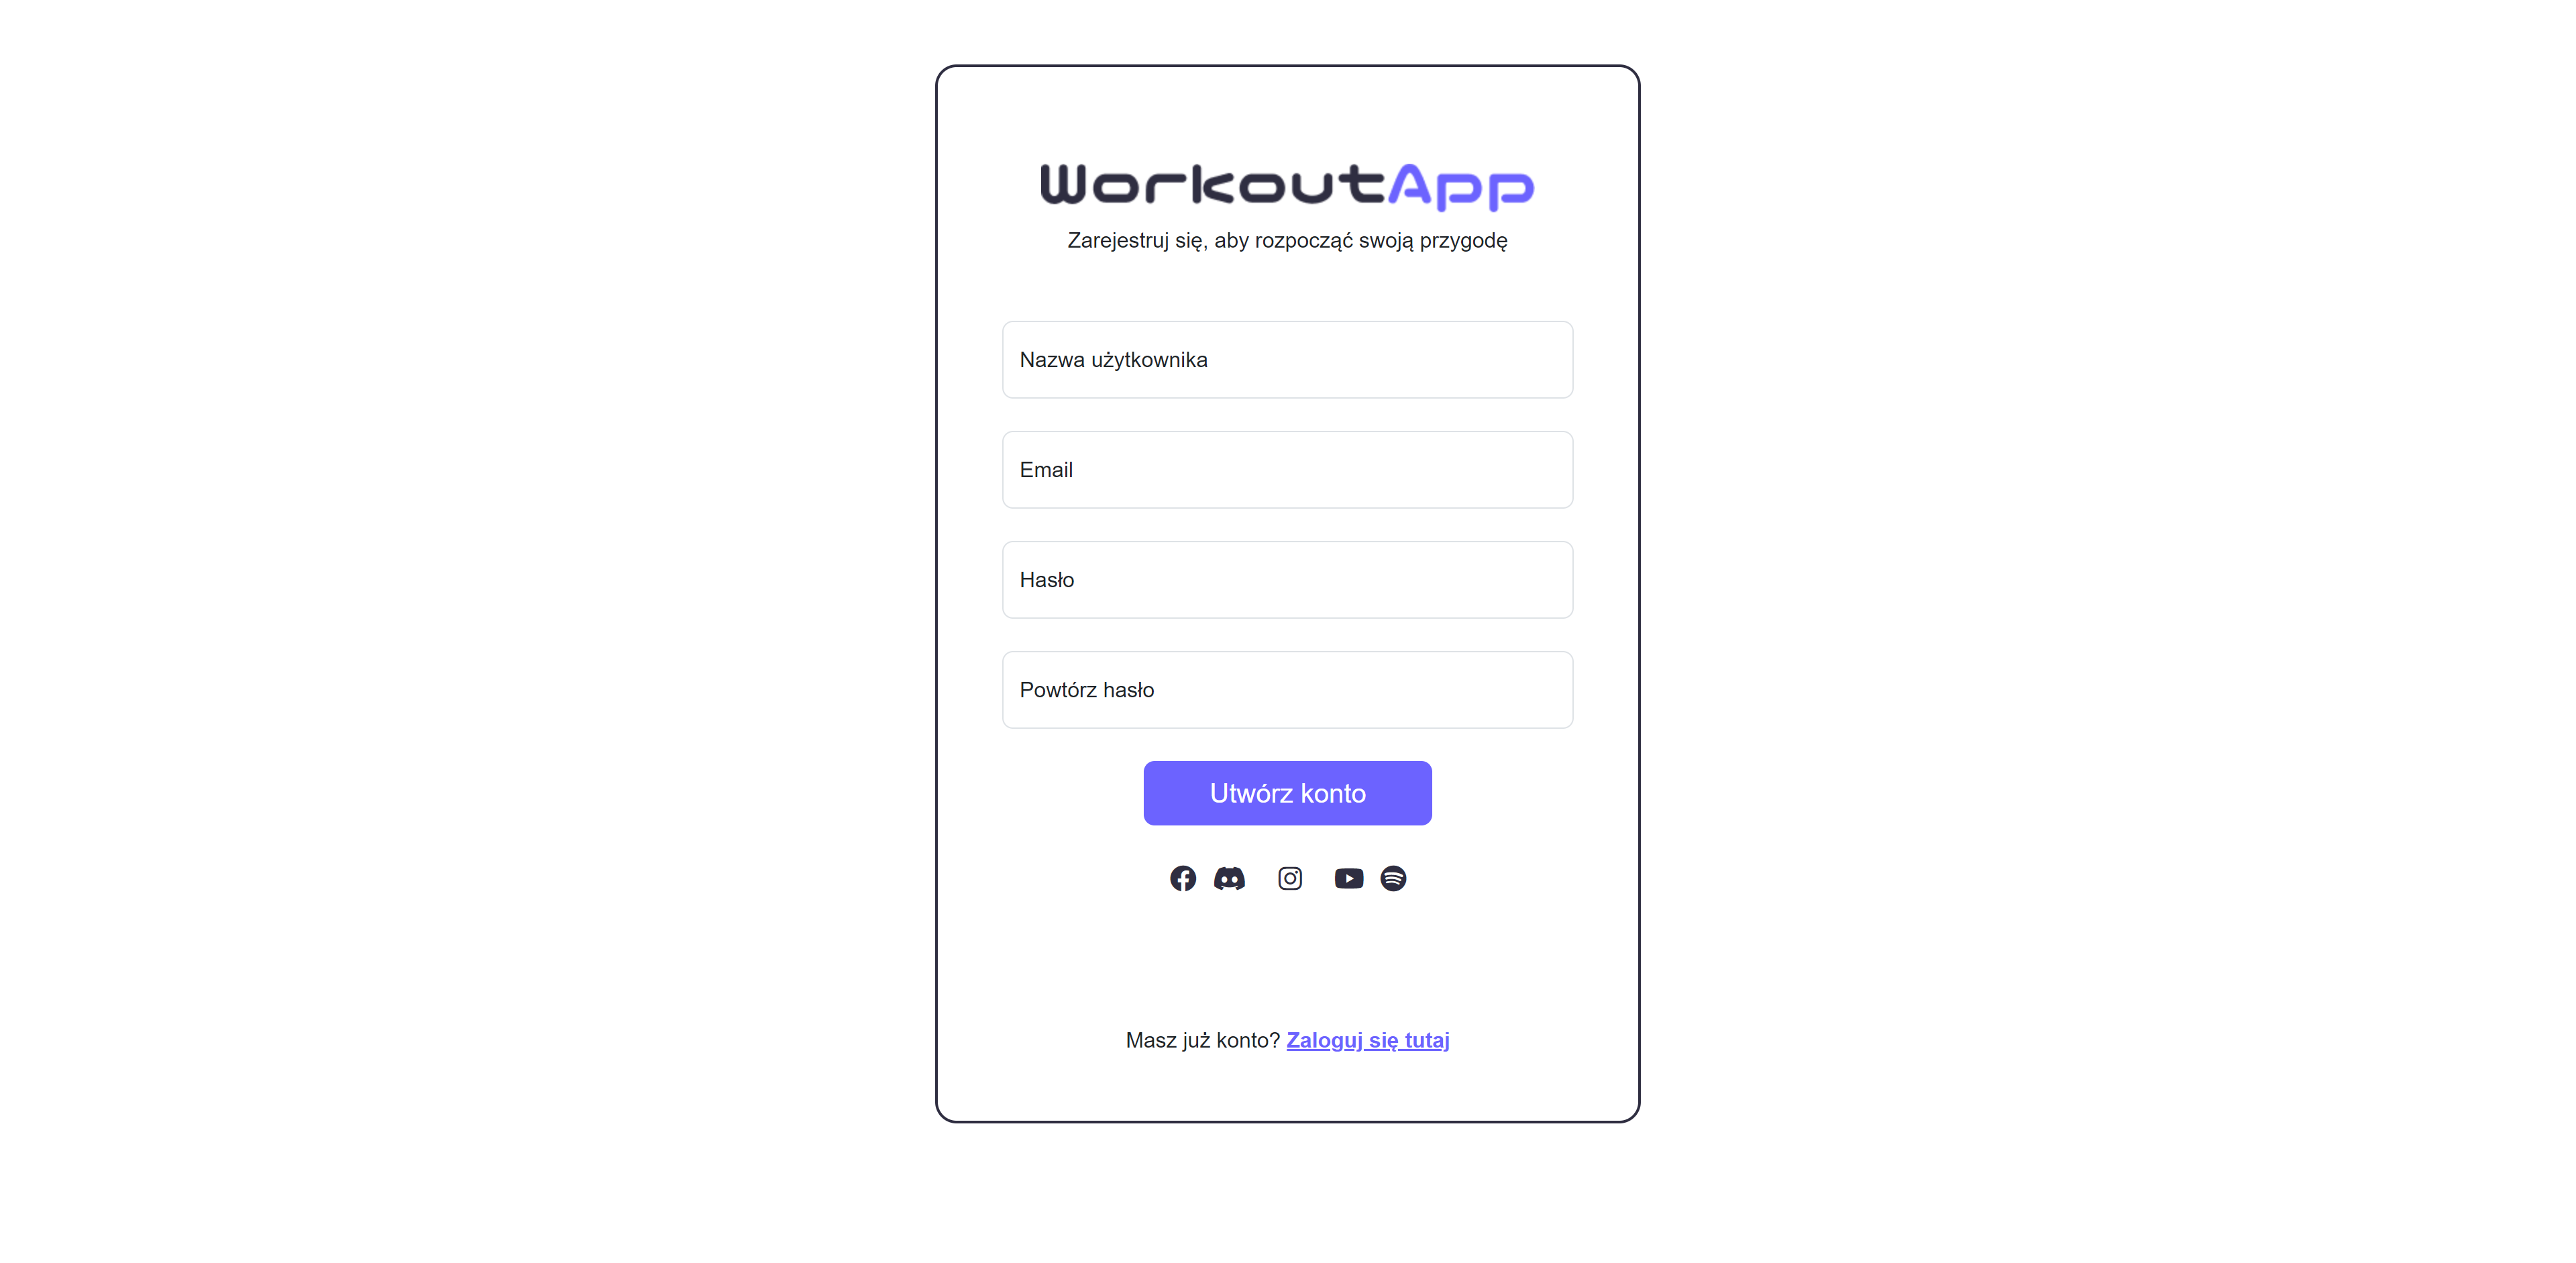 WorkoutApp
Zarejestruj się, aby rozpocząć swoją przygodę
Nazwa użytkownika
Email
Hasło
Powtórz hasło
Utwórz konto
Masz już konto? Zaloguj się tutaj